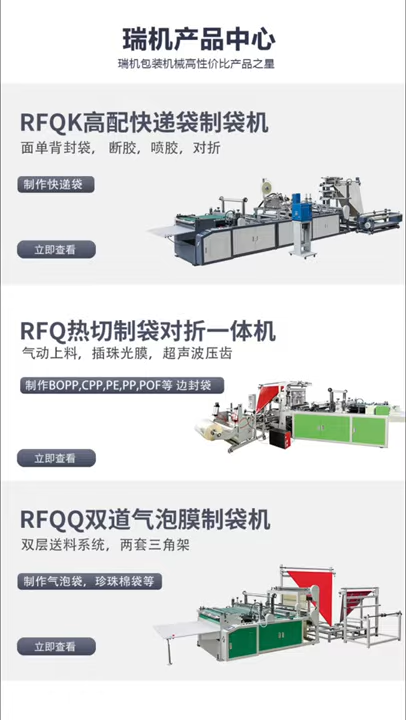 瑞机产品中心
瑞机包装机械高性价比产品之星
RFQK高配快递袋制袋机
面单背封袋，断胶，喷胶，对折
制作快递袋
立即查看
RFQ热切制袋对折一体机
气动上料，插珠光膜，超声波压齿
制作BOPP,CPP,PE,PP,POF等 边封袋
立即查看
RFQQ双道气泡膜制袋机
双层送料系统，两套三角架
制作气泡袋，珍珠棉袋等
立即查看